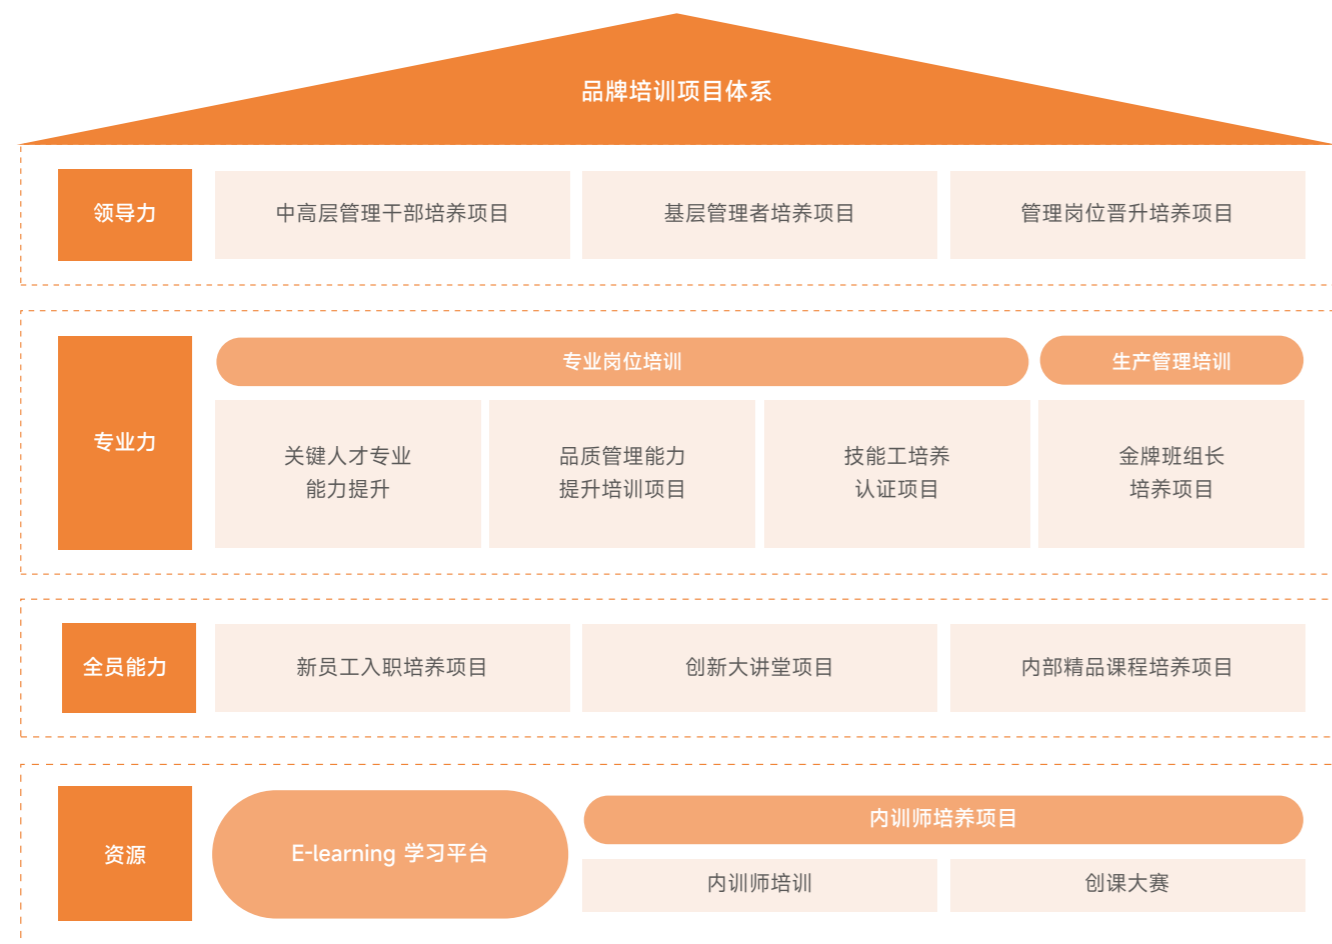 品牌培训项目体系
领导力
中高层管理干部培养项目
基层管理者培养项目
管理岗位晋升培养项目
专业力
专业岗位培训
生产管理培训
关键人才专业
能力提升
品质管埋能力
提升培训项目
技能工培养
认证项目
金牌班组长
培养项目
全员能力
新员工入职培养项目
创新大讲堂项目
内部精品课程培养项目
资源
E-learning 学习平台
内训师培养项目
内训师培训
创课大赛